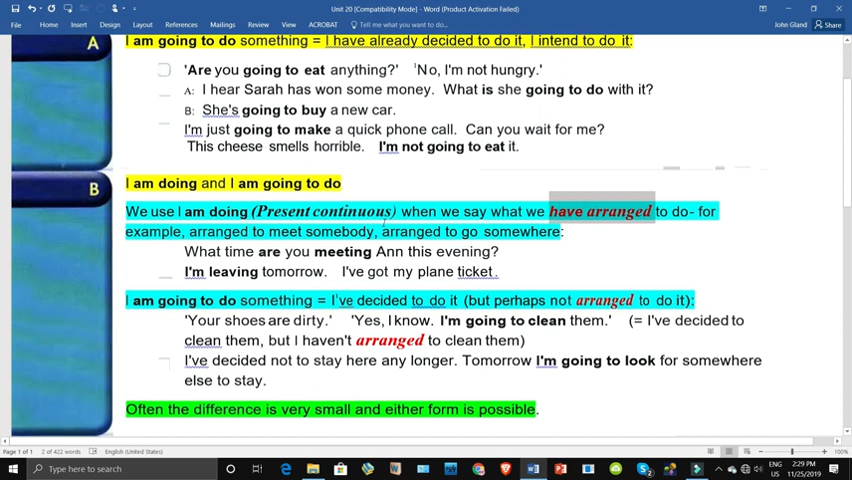 Unit 20 [Compatibility Mode] - Word (Product Activation Failed)
File Home Insert Design Layout References Mailings Review View ACROBAT Tell me what you want to do... John Gland Share
A
I am going to do something = I have already decided to do it, I intend to do it:
'Are you going to eat anything?' 'No, I'm not hungry.'
A: I hear Sarah has won some money. What is she going to do with it?
B: She's going to buy a new car.
I'm just going to make a quick phone call. Can you wait for me?
This cheese smells horrible. I'm not going to eat it.
B
I am doing and I am going to do
We use I am doing (Present continuous) when we say what we have arranged to do- for
example, arranged to meet somebody, arranged to go somewhere:
What time are you meeting Ann this evening?
I'm leaving tomorrow. I've got my plane ticket.
I am going to do something = I've decided to do it (but perhaps not arranged to do it):
'Your shoes are dirty.' 'Yes, I know. I'm going to clean them.' (= I've decided to
clean them, but I haven't arranged to clean them)
I've decided not to stay here any longer. Tomorrow I'm going to look for somewhere
else to stay.
Often the difference is very small and either form is possible.
Page 1 of 1 2 of 422 words English (United States) 100%
Type here to search ENG US 2:29 PM 11/25/2019